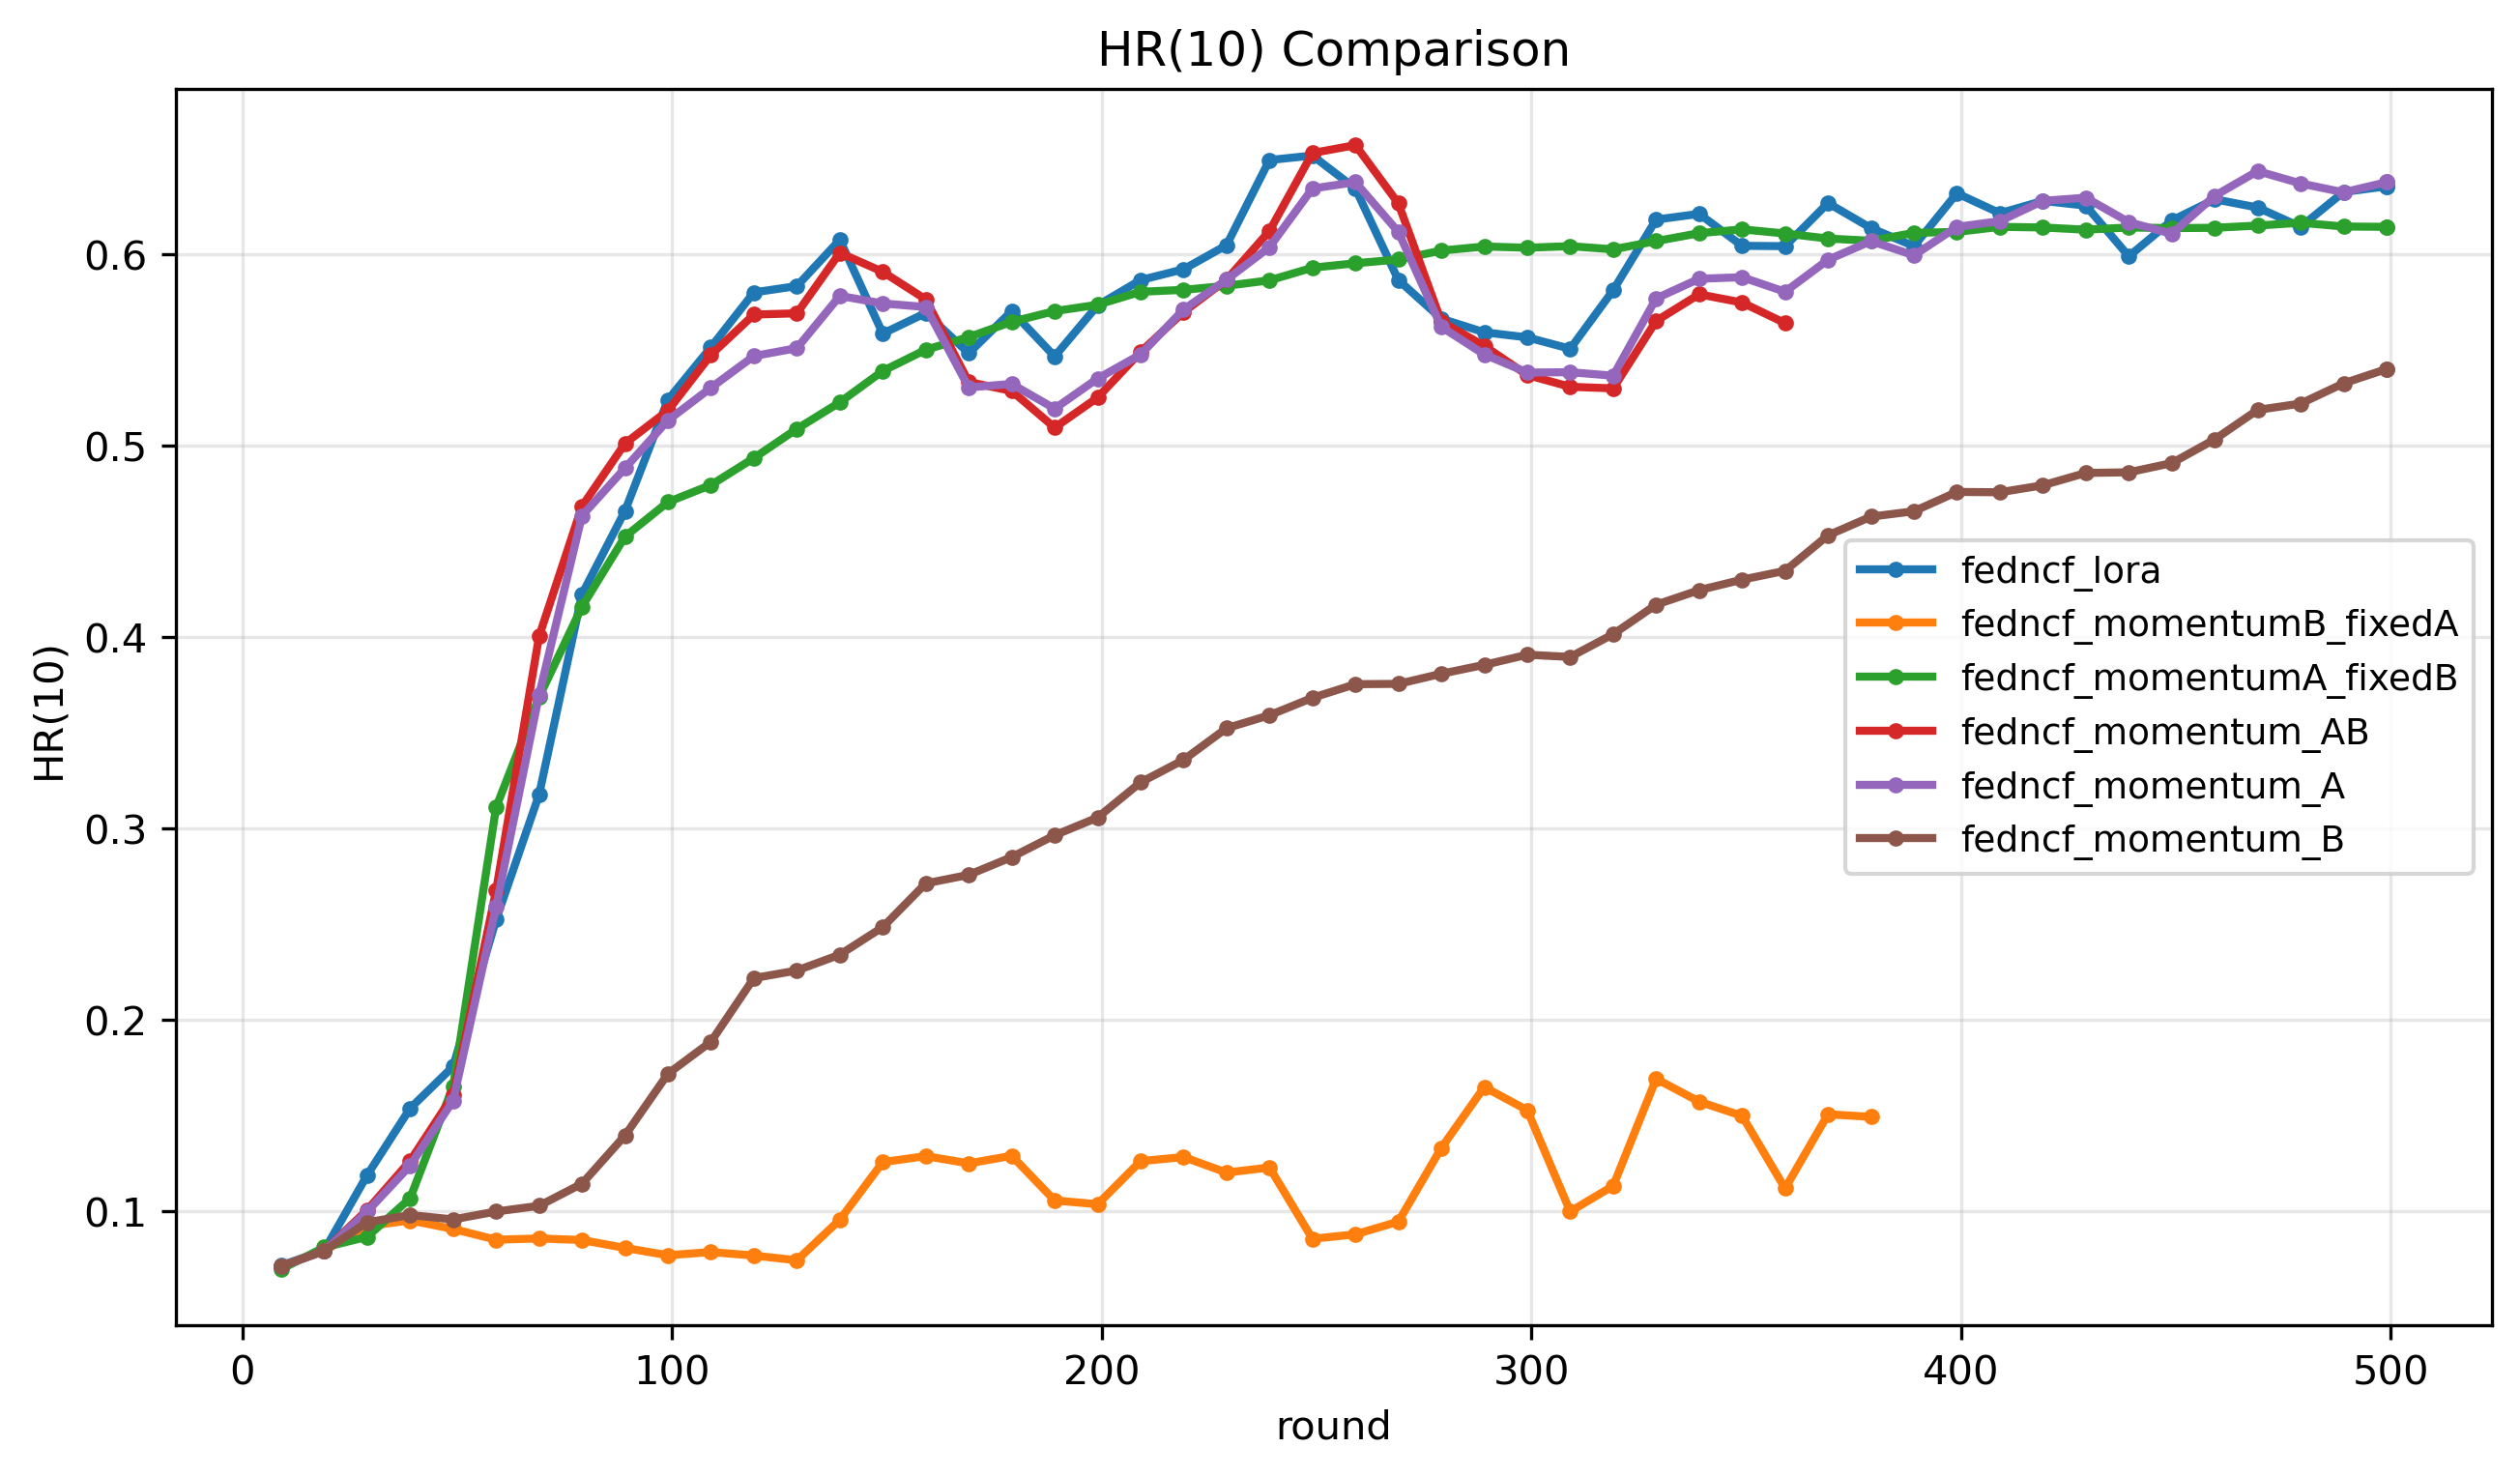 HR(10) Comparison
HR(10)
0.6
0.5
0.4
0.3
0.2
0.1
0
100
200
300
400
500
round
fedncf_lora
fedncf_momentumB_fixedA
fedncf_momentumA_fixedB
fedncf_momentum_AB
fedncf_momentum_A
fedncf_momentum_B